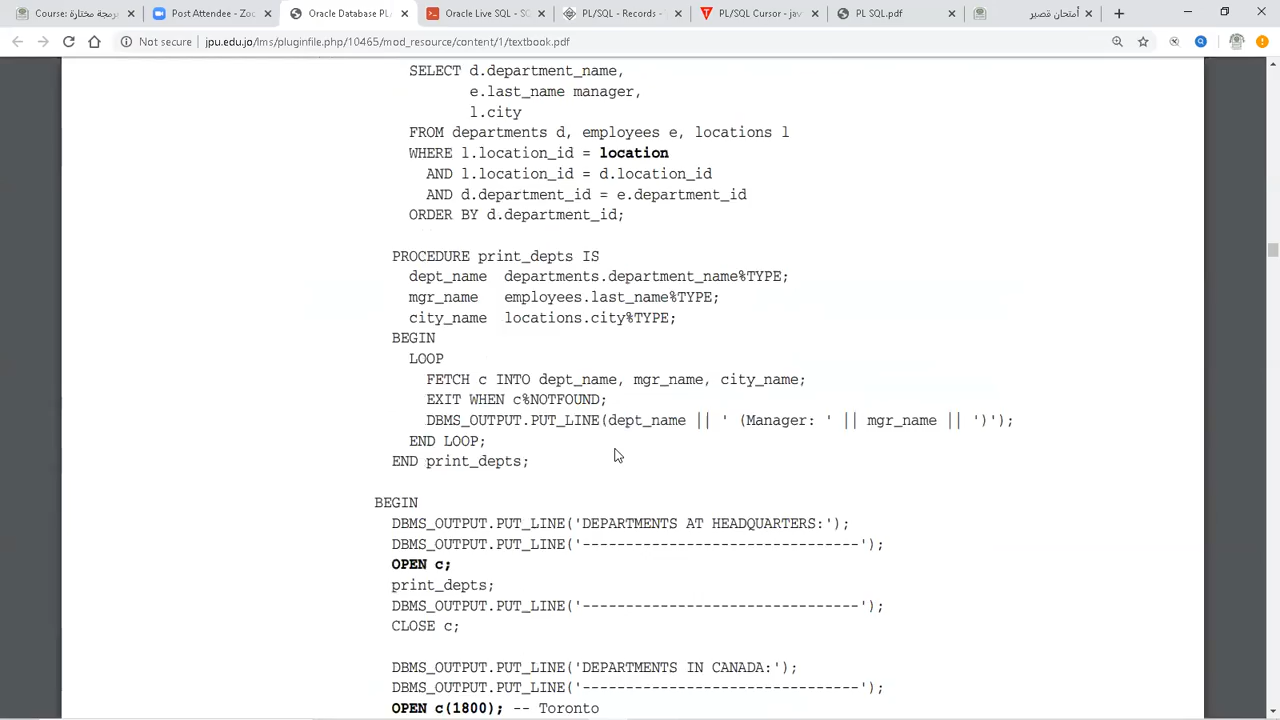 Course: برمجة مختارة
Post Attendee - Zoo
Oracle Database PL
Oracle Live SQL - SC
PL/SQL - Records -
PL/SQL Cursor - jav
PL SQL.pdf
أمتحان قصير
Not secure | jpu.edu.jo/lms/pluginfile.php/10465/mod_resource/content/1/textbook.pdf
SELECT d.department_name,
e.last_name manager,
l.city
FROM departments d, employees e, locations l
WHERE l.location_id = location
AND l.location_id = d.location_id
AND d.department_id = e.department_id
ORDER BY d.department_id;
PROCEDURE print_depts IS
dept_name departments.department_name%TYPE;
mgr_name employees.last_name%TYPE;
city_name locations.city%TYPE;
BEGIN
LOOP
FETCH c INTO dept_name, mgr_name, city_name;
EXIT WHEN c%NOTFOUND;
DBMS_OUTPUT.PUT_LINE(dept_name || ' (Manager: ' || mgr_name || ')');
END LOOP;
END print_depts;
BEGIN
DBMS_OUTPUT.PUT_LINE('DEPARTMENTS AT HEADQUARTERS:');
DBMS_OUTPUT.PUT_LINE('--------------------------------');
OPEN c;
print_depts;
DBMS_OUTPUT.PUT_LINE('--------------------------------');
CLOSE c;
DBMS_OUTPUT.PUT_LINE('DEPARTMENTS IN CANADA:');
DBMS_OUTPUT.PUT_LINE('--------------------------------');
OPEN c(1800); -- Toronto